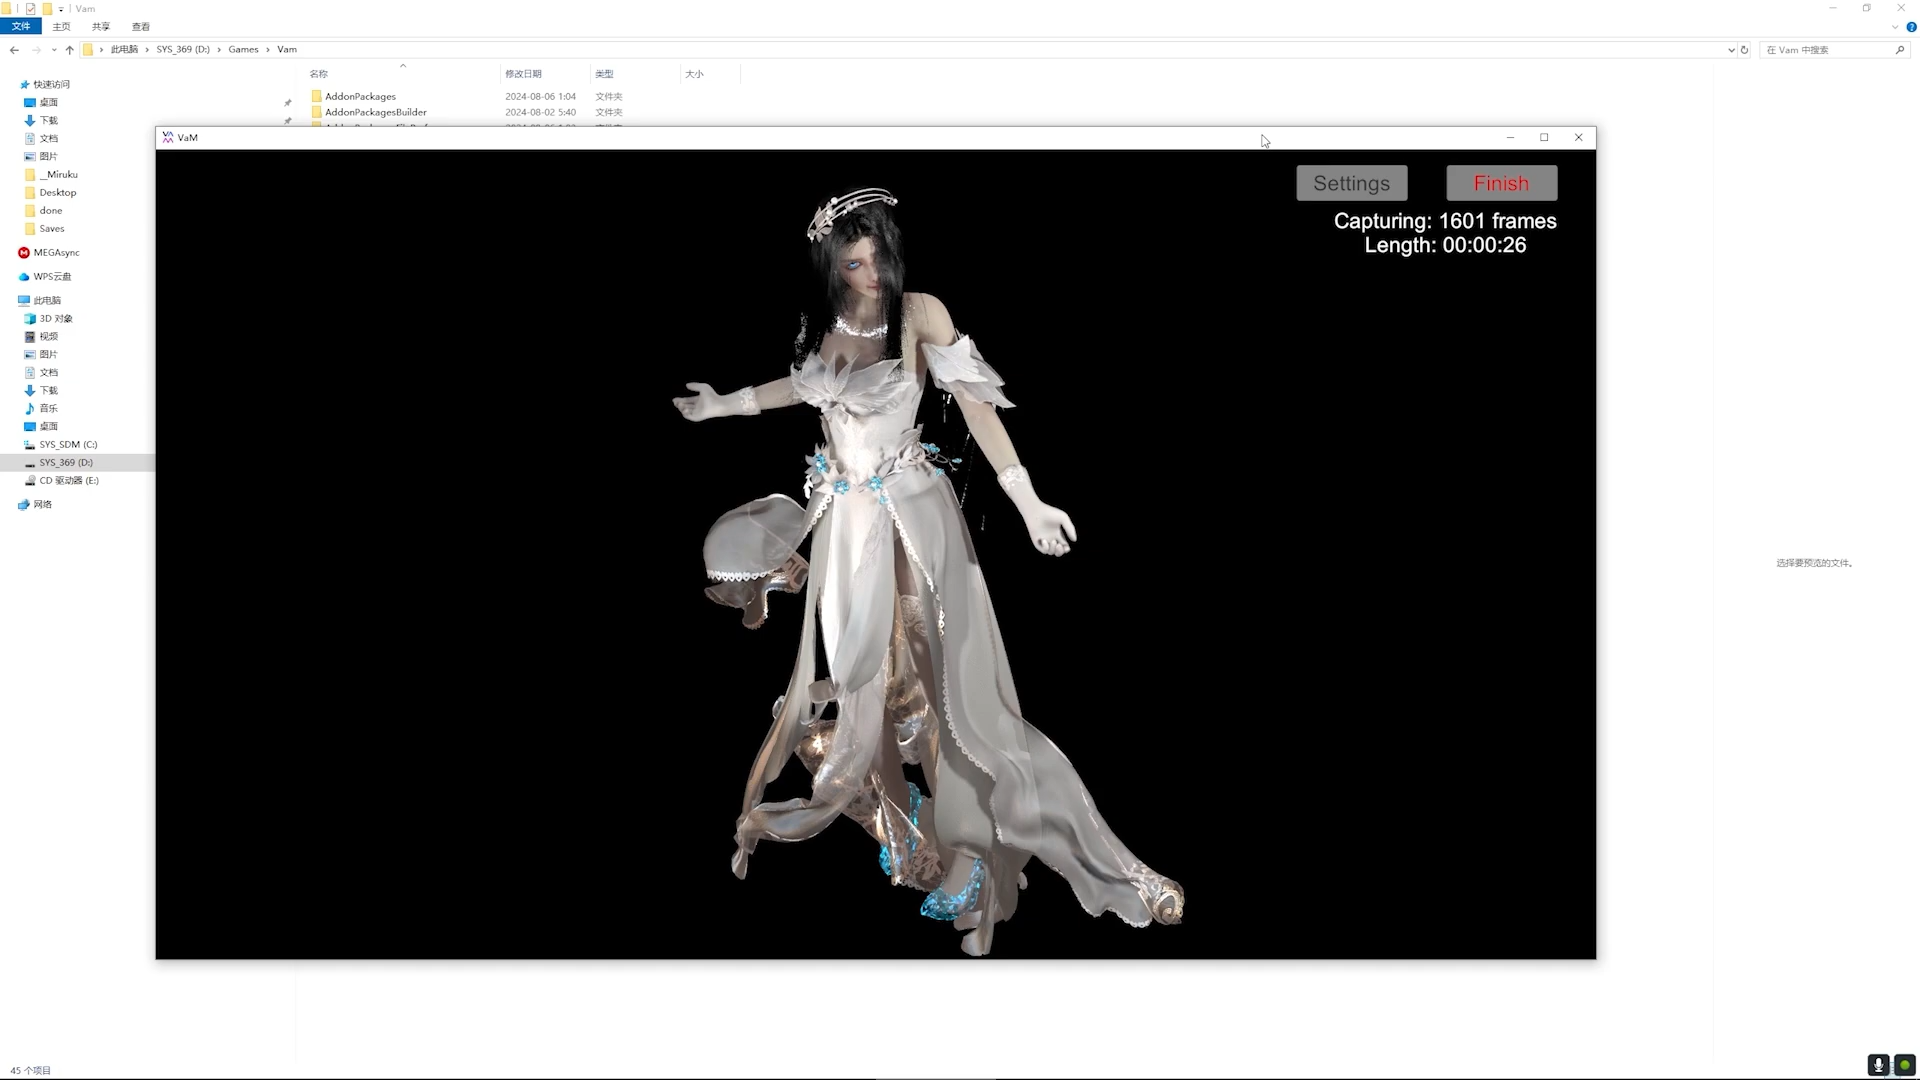 Vam
文件 主页 共享 查看
此电脑 › SYS_369 (D:) › Games › Vam
在 Vam 中搜索
名称 修改日期 类型 大小
快速访问
AddonPackages 2024-08-06 1:04 文件夹
桌面
AddonPackagesBuilder 2024-08-02 5:40 文件夹
下载
VaM
文档
图片
__Miruku
Settings Finish
Desktop
done
Capturing: 1601 frames
Saves
Length: 00:00:26
MEGAsync
WPS云盘
此电脑
3D 对象
视频
图片
文档
下载
音乐
桌面
SYS_SDM (C:)
SYS_369 (D:)
CD 驱动器 (E:)
网络
选择要预览的文件。
45 个项目